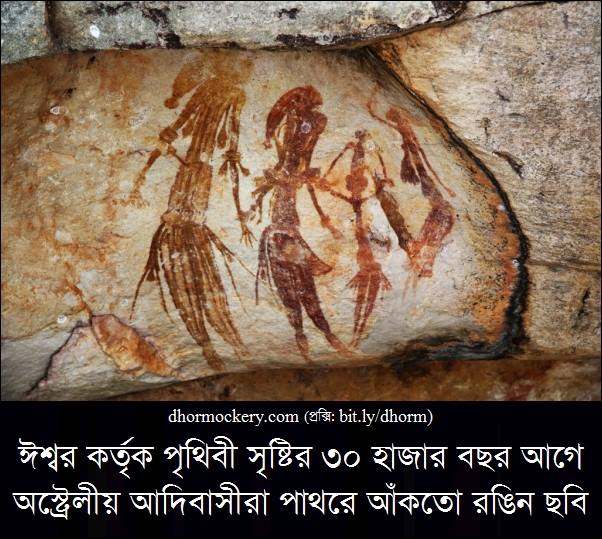 dhormockery.com (প্রক্সি: bit.ly/dhorm)
ঈশ্বর কর্তৃক পৃথিবী সৃষ্টির ৩০ হাজার বছর আগে
অস্ট্রেলীয় আদিবাসীরা পাথরে আঁকতো রঙিন ছবি